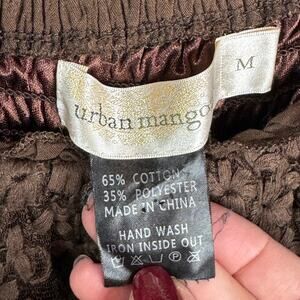 M
urban mango
65% COTTON
35% POLYESTER
MADE IN CHINA
HAND WASH
IRON INSIDE OUT